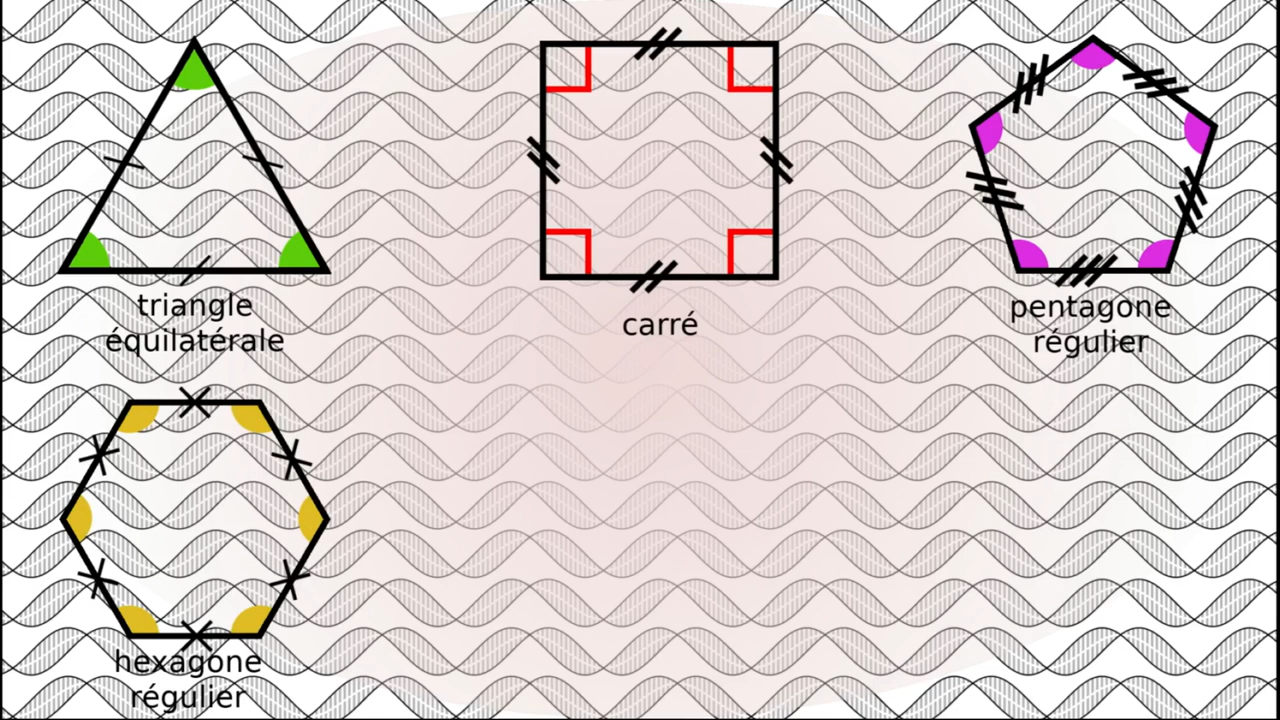 triangle
équilatérale
carré
pentagone
régulier
hexagone
régulier